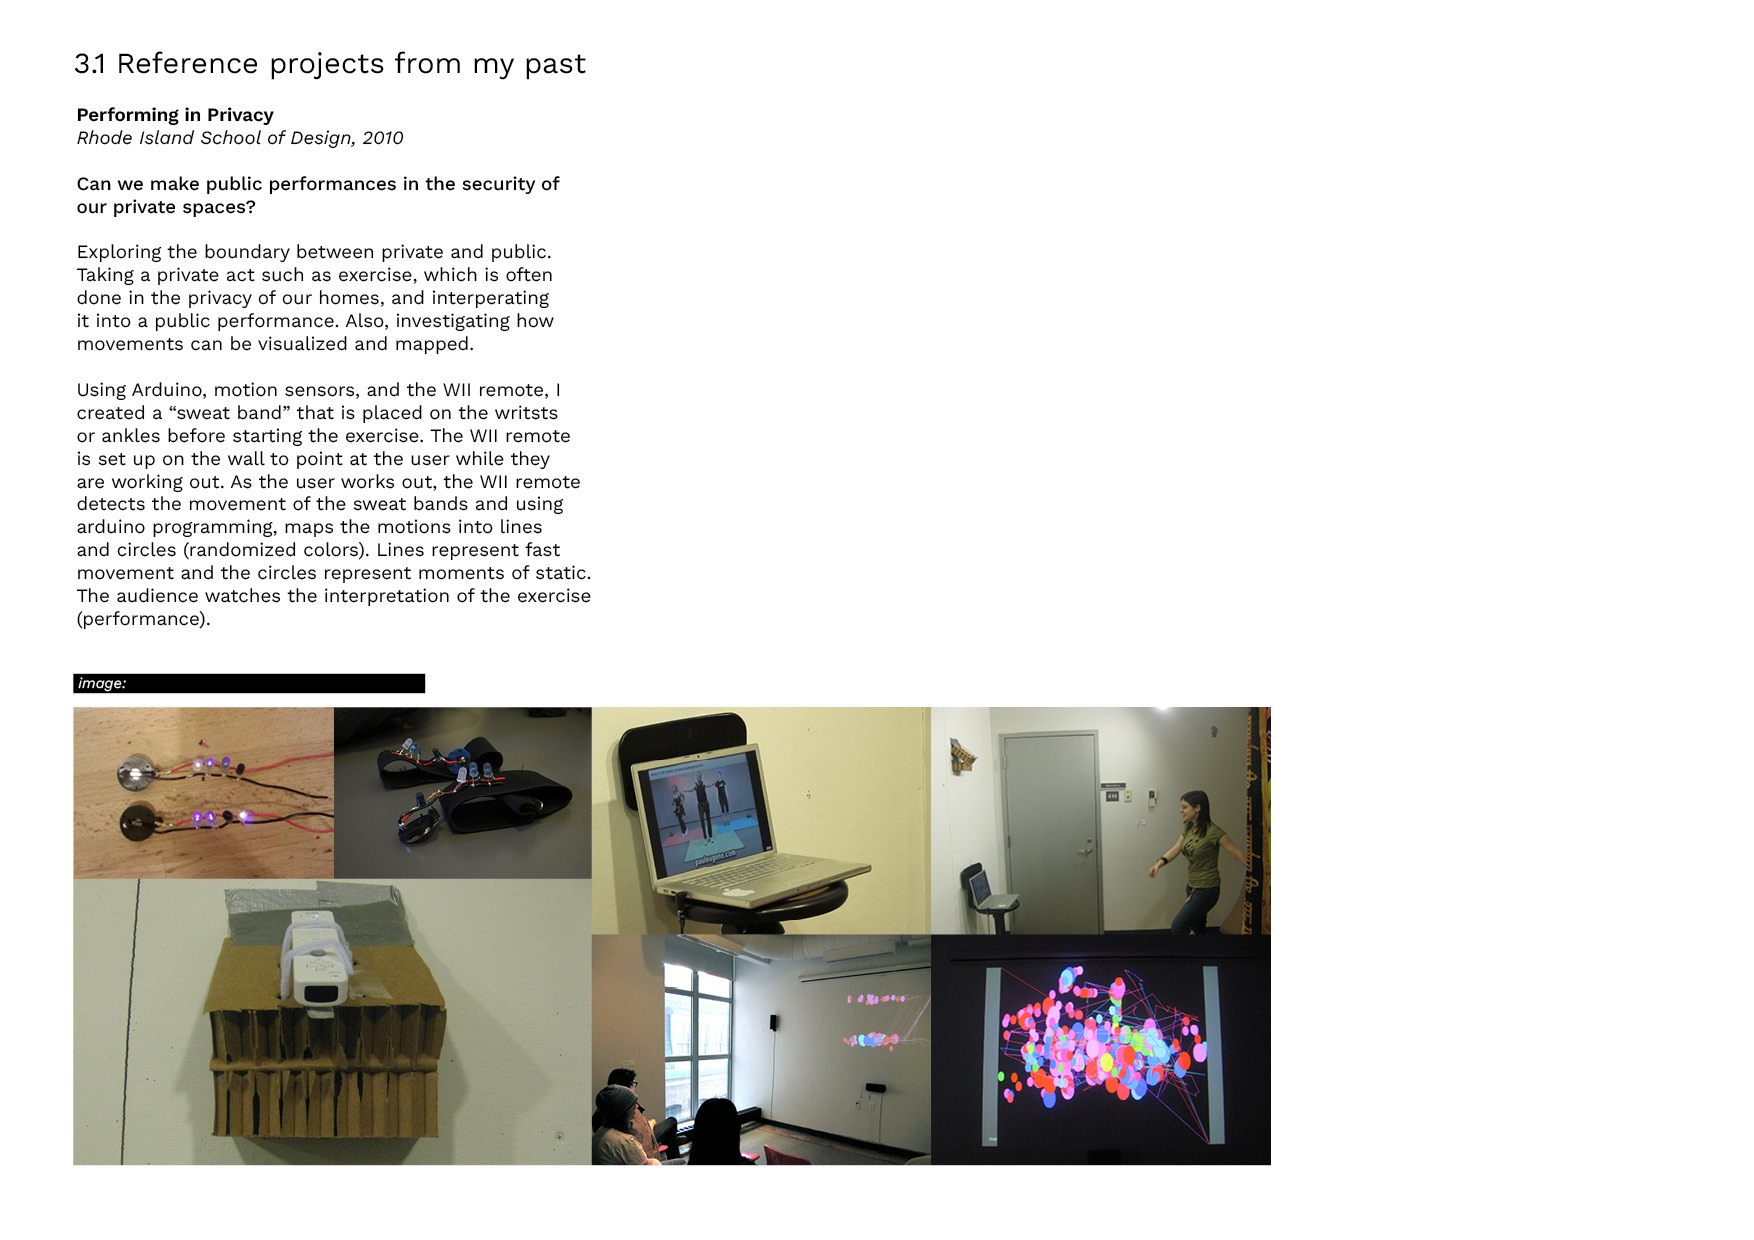 3.1 Reference projects from my past
Performing in Privacy
Rhode Island School of Design, 2010
Can we make public performances in the security of
our private spaces?
Exploring the boundary between private and public.
Taking a private act such as exercise, which is often
done in the privacy of our homes, and interperating
it into a public performance. Also, investigating how
movements can be visualized and mapped.
Using Arduino, motion sensors, and the WII remote, I
created a “sweat band” that is placed on the writsts
or ankles before starting the exercise. The WII remote
is set up on the wall to point at the user while they
are working out. As the user works out, the WII remote
detects the movement of the sweat bands and using
arduino programming, maps the motions into lines
and circles (randomized colors). Lines represent fast
movement and the circles represent moments of static.
The audience watches the interpretation of the exercise
(performance).
image:
pauleugene.com